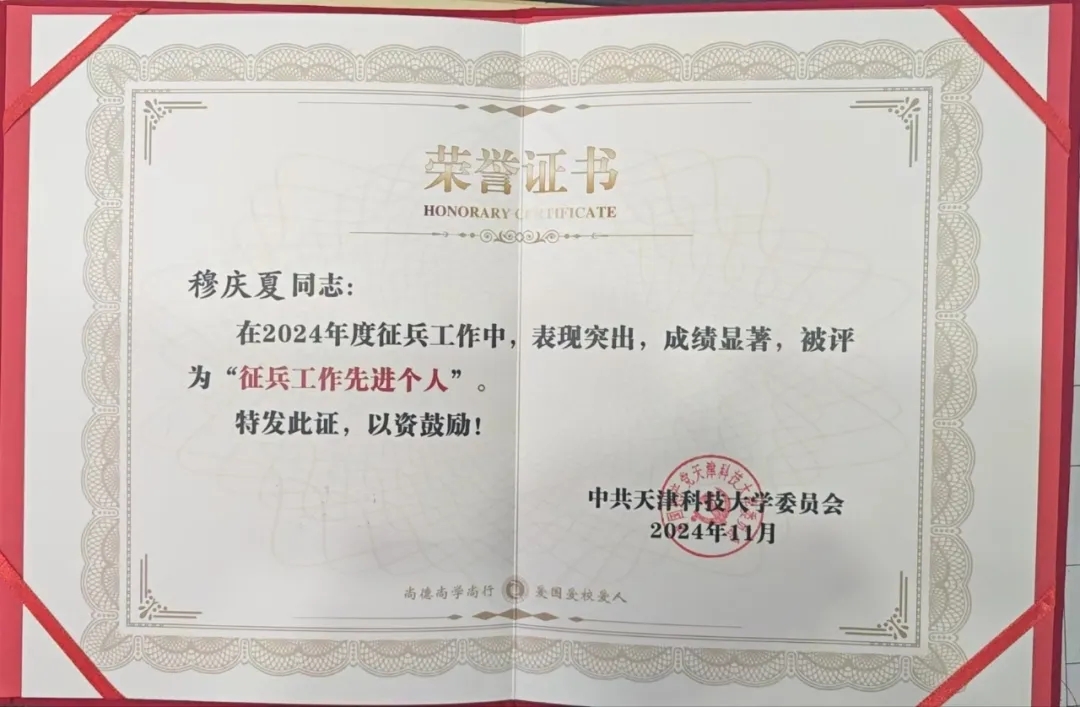 荣誉证书
HONORARY CERTIFICATE
穆庆夏同志：
在2024年度征兵工作中，表现突出，成绩显著，被评
为“征兵工作先进个人”。
特发此证，以资鼓励！
中共天津科技大学委员会
2024年11月
尚德尚学尚行 爱国爱校爱人